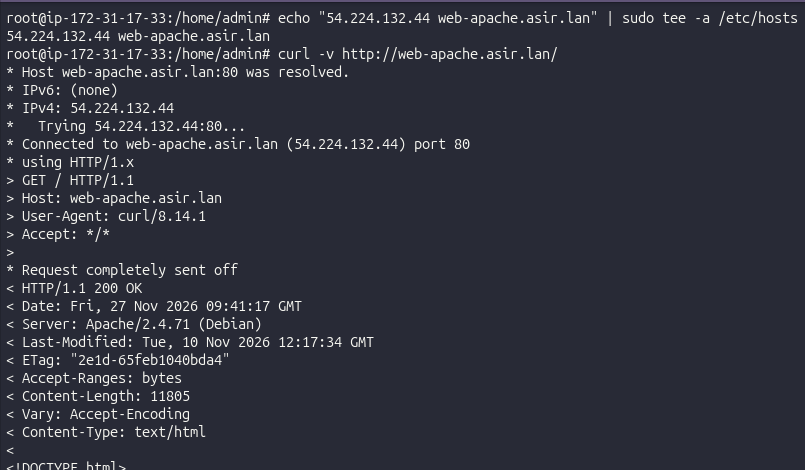 root@ip-172-31-17-33:/home/admin# echo "54.224.132.44 web-apache.asir.lan" | sudo tee -a /etc/hosts
54.224.132.44 web-apache.asir.lan
root@ip-172-31-17-33:/home/admin# curl -v http://web-apache.asir.lan/
* Host web-apache.asir.lan:80 was resolved.
* IPv6: (none)
* IPv4: 54.224.132.44
*   Trying 54.224.132.44:80...
* Connected to web-apache.asir.lan (54.224.132.44) port 80
* using HTTP/1.x
> GET / HTTP/1.1
> Host: web-apache.asir.lan
> User-Agent: curl/8.14.1
> Accept: */*
>
* Request completely sent off
< HTTP/1.1 200 OK
< Date: Fri, 27 Nov 2026 09:41:17 GMT
< Server: Apache/2.4.71 (Debian)
< Last-Modified: Tue, 10 Nov 2026 12:17:34 GMT
< ETag: "2e1d-65feb1040bda4"
< Accept-Ranges: bytes
< Content-Length: 11805
< Vary: Accept-Encoding
< Content-Type: text/html
<
<!DOCTYPE html>